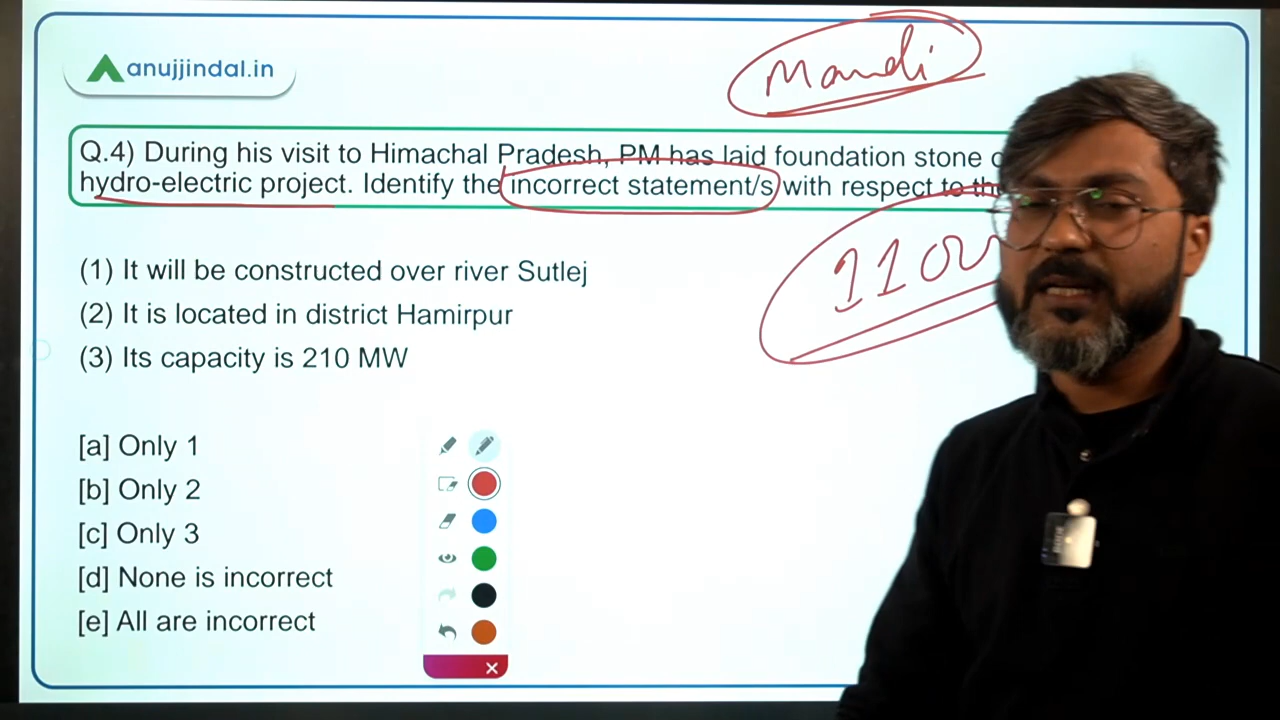 Mandi
anujjindal.in
Q.4) During his visit to Himachal Pradesh, PM has laid foundation stone
hydro-electric project. Identify the incorrect statement/s with respect to
(1) It will be constructed over river Sutlej
(2) It is located in district Hamirpur
(3) Its capacity is 210 MW
[a] Only 1
[b] Only 2
[c] Only 3
[d] None is incorrect
[e] All are incorrect